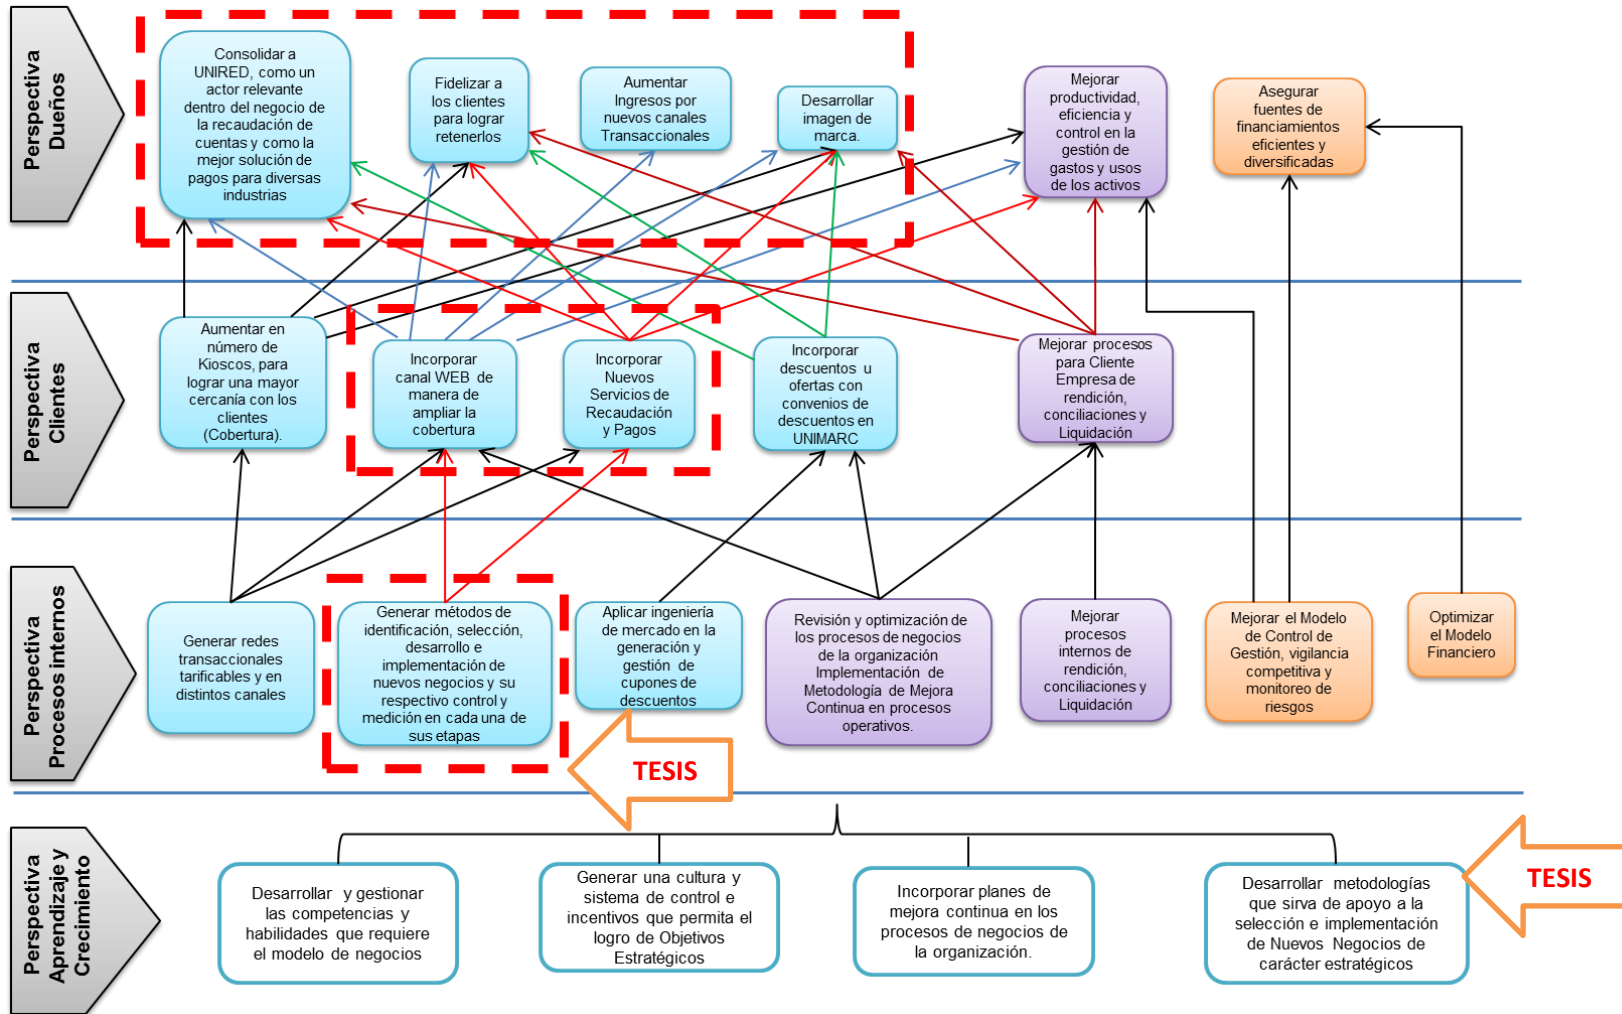 Perspectiva
Dueños
Consolidar a
UNIRED, como un
actor relevante
dentro del negocio de
la recaudación de
cuentas y como la
mejor solución de
pagos para diversas
industrias
Fidelizar a
los clientes
para lograr
retenerlos
Aumentar
Ingresos por
nuevos canales
Transaccionales
Desarrollar
imagen de
marca.
Mejorar
productividad,
eficiencia y
control en la
gestión de
gastos y usos
de los activos
Asegurar
fuentes de
financiamientos
eficientes y
diversificadas
Perspectiva
Clientes
Aumentar en
número de
Kioscos, para
lograr una mayor
cercanía con los
clientes
(Cobertura).
Incorporar
canal WEB de
manera de
ampliar la
cobertura
Incorporar
Nuevos
Servicios de
Recaudación
y Pagos
Incorporar
descuentos u
ofertas con
convenios de
descuentos en
UNIMARC
Mejorar procesos
para Cliente
Empresa de
rendición,
conciliaciones y
Liquidación
Perspectiva
Procesos internos
Generar redes
transaccionales
tarificables y en
distintos canales
Generar métodos de
identificación, selección,
desarrollo e
implementación de
nuevos negocios y su
respectivo control y
medición en cada una de
sus etapas
Aplicar ingeniería
de mercado en la
generación y
gestión de
cupones de
descuentos
Revisión y optimización de
los procesos de negocios
de la organización
Implementación de
Metodología de Mejora
Continua en procesos
operativos.
Mejorar
procesos
internos de
rendición,
conciliaciones y
Liquidación
Mejorar el Modelo
de Control de
Gestión, vigilancia
competitiva y
monitoreo de
riesgos
Optimizar
el Modelo
Financiero
TESIS
Perspectiva
Aprendizaje y
Crecimiento
Desarrollar y gestionar
las competencias y
habilidades que requiere
el modelo de negocios
Generar una cultura y
sistema de control e
incentivos que permita el
logro de Objetivos
Estratégicos
Incorporar planes de
mejora continua en los
procesos de negocios de
la organización.
Desarrollar metodologías
que sirva de apoyo a la
selección e implementación
de Nuevos Negocios de
carácter estratégicos
TESIS